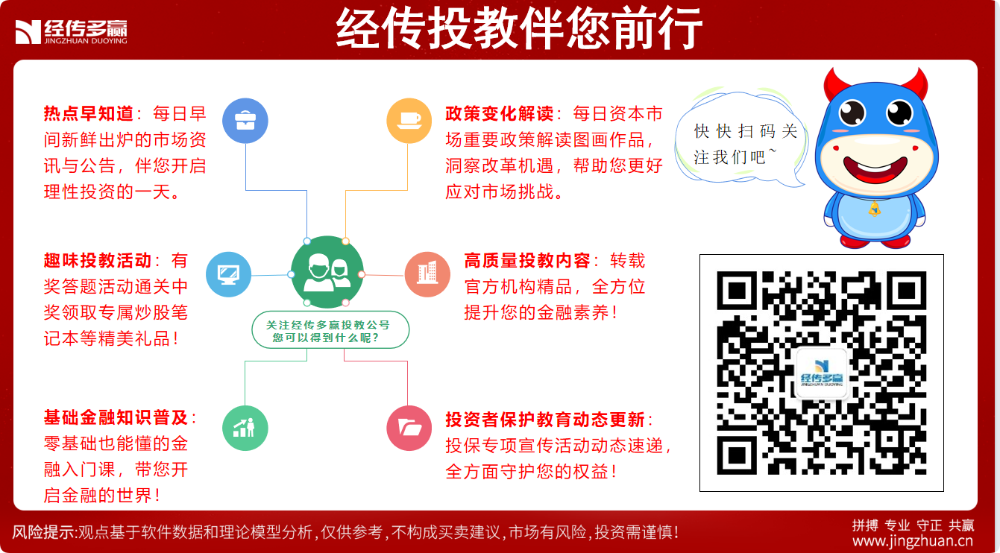 经传多赢
JINGZHUAN DUOYING
经传投教伴您前行
热点早知道：每日早
间新鲜出炉的市场资
讯与公告，伴您开启
理性投资的一天。
政策变化解读：每日资本市
场重要政策解读图画作品，
洞察改革机遇，帮助您更好
应对市场挑战。
快快扫码关
注我们吧~
趣味投教活动：有
奖答题活动通关中
奖领取专属炒股笔
记本等精美礼品！
高质量投教内容：转载
官方机构精品，全方位
提升您的金融素养！
关注经传多赢投教公号
您可以得到什么呢？
基础金融知识普及：
零基础也能懂的金
融入门课，带您开
启金融的世界！
投资者保护教育动态更新：
投保专项宣传活动动态速递，
全方面守护您的权益！
经传多赢
JINGZHUAN DUOYING
风险提示:观点基于软件数据和理论模型分析,仅供参考,不构成买卖建议,市场有风险,投资需谨慎!
拼搏 专业 守正 共赢
www.jingzhuan.cn